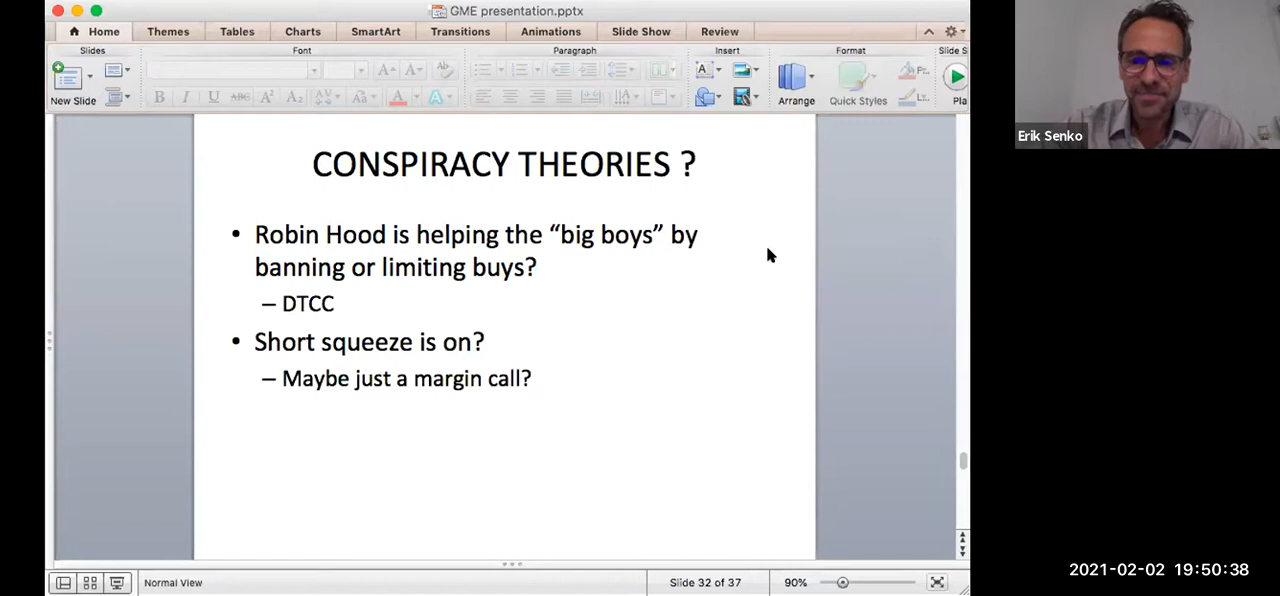 GME presentation.pptx
Home Themes Tables Charts SmartArt Transitions Animations Slide Show Review
Slides Font Paragraph Insert Format Slide S
New Slide Arrange Quick Styles Pla
CONSPIRACY THEORIES ?
• Robin Hood is helping the “big boys” by
banning or limiting buys?
– DTCC
• Short squeeze is on?
– Maybe just a margin call?
Normal View Slide 32 of 37 90%
Erik Senko
2021-02-02 19:50:38